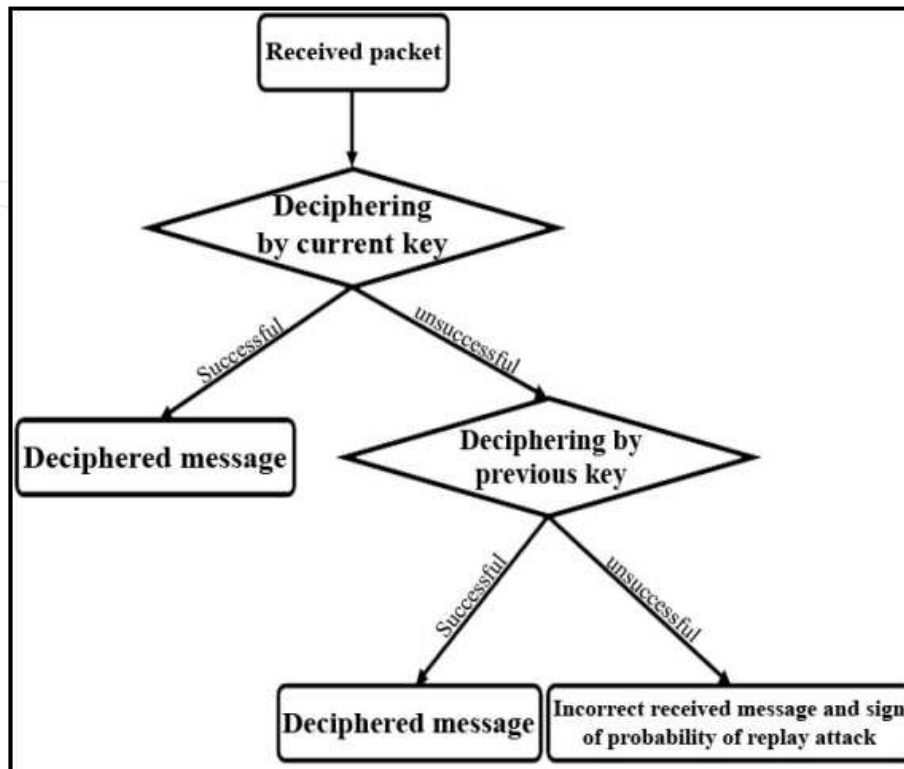 Received packet
Deciphering
by current key
Successful
unsuccessful
Deciphered message
Deciphering by
previous key
Successful
unsuccessful
Deciphered message
Incorrect received message and sign
of probability of replay attack